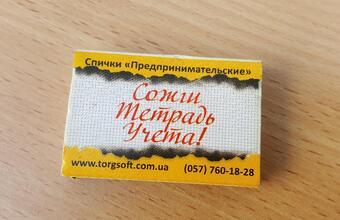 Спички «Предпринимательские»
Сожги
Тетрадь
Учета!
www.torgsoft.com.ua (057) 760-18-28